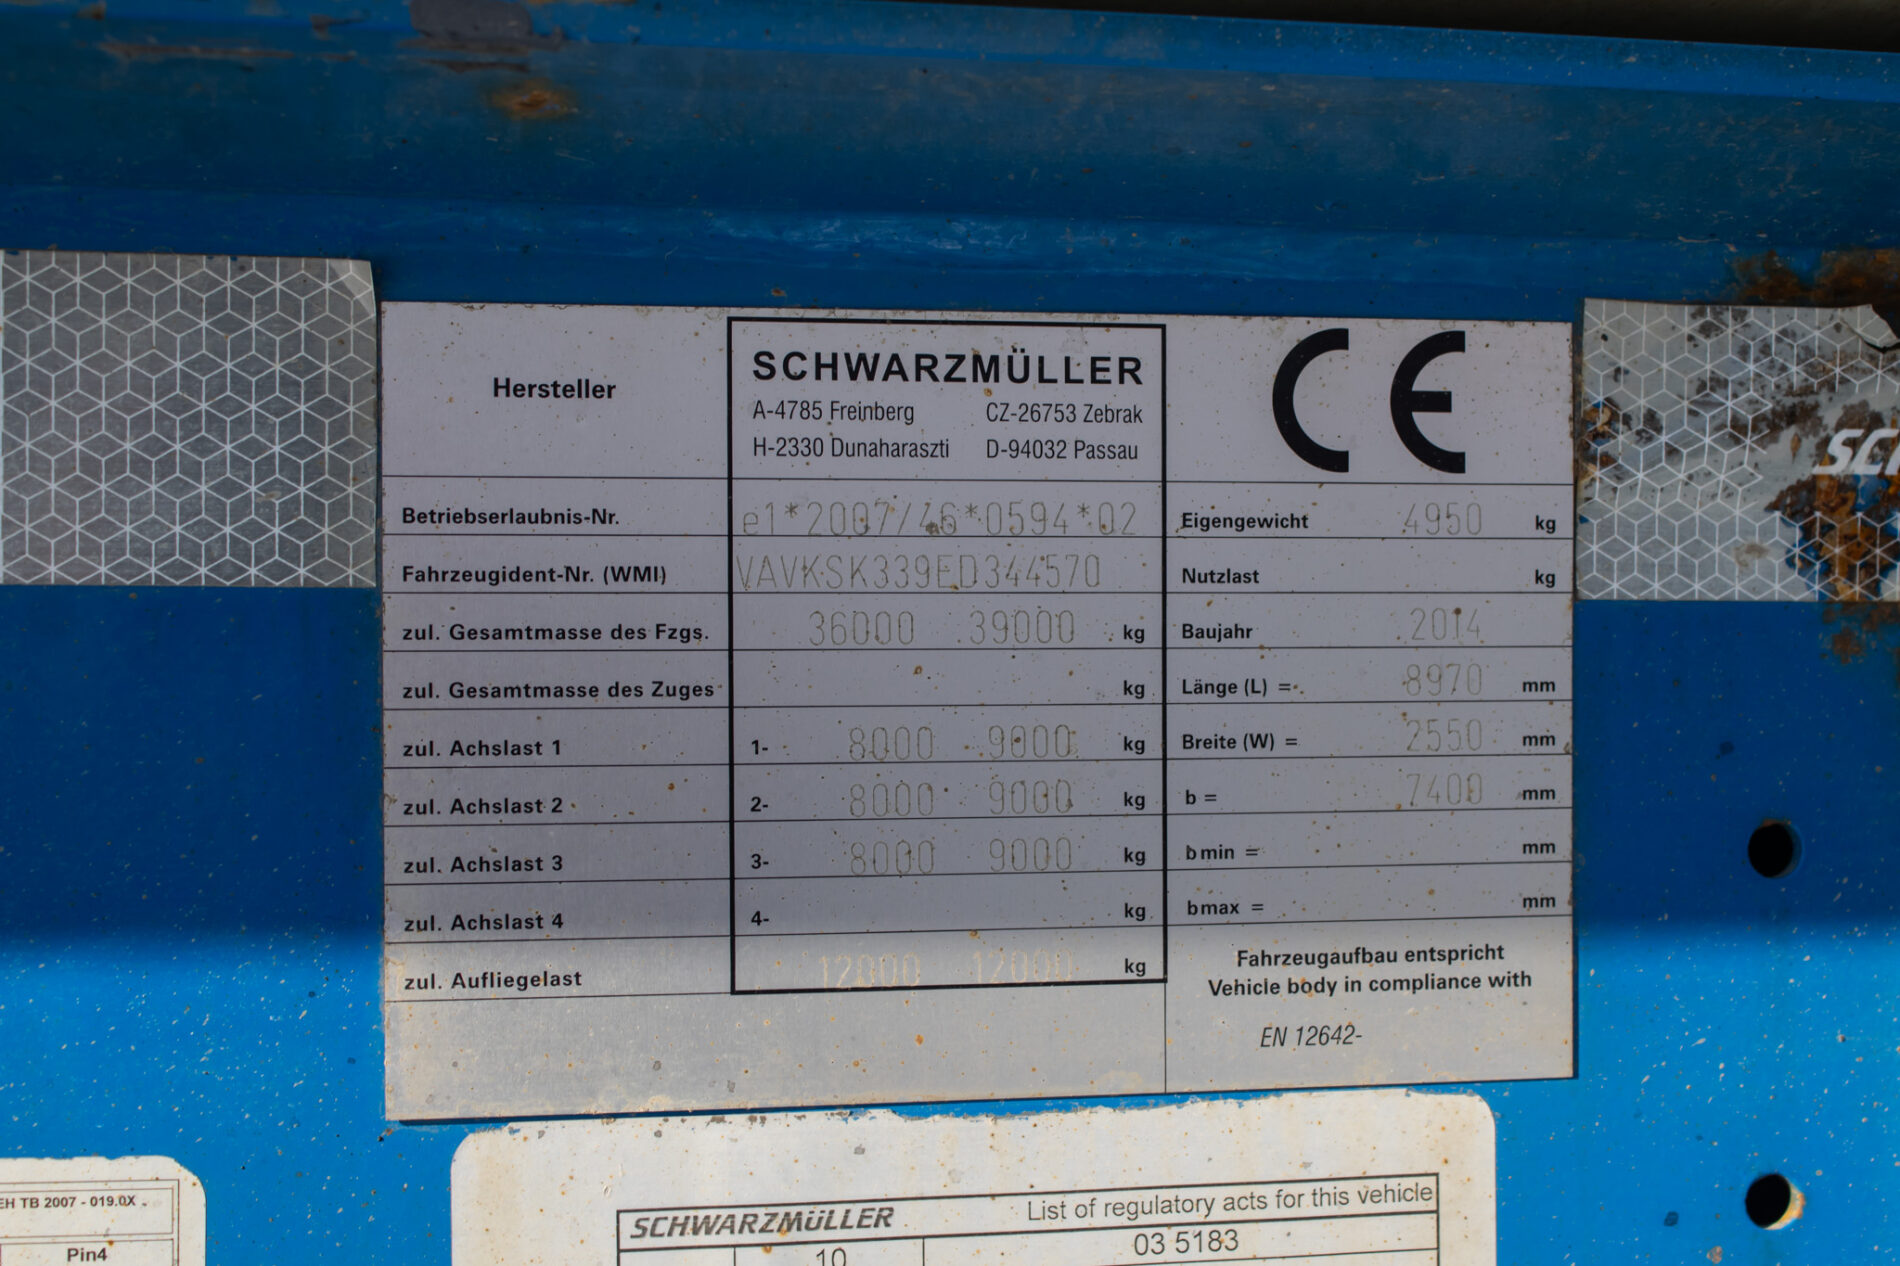 Hersteller
SCHWARZMÜLLER
A-4785 Freinberg CZ-26753 Zebrak
H-2330 Dunaharaszti D-94032 Passau
CE
Betriebserlaubnis-Nr. e1*2007/46*0594*02 Eigengewicht 4950 kg
Fahrzeugident-Nr. (WMI) VAVKSK339ED344570 Nutzlast kg
zul. Gesamtmasse des Fzgs. 36000 39000 kg Baujahr 2014
zul. Gesamtmasse des Zuges kg Länge (L) = 8970 mm
zul. Achslast 1 1- 8000 9000 kg Breite (W) = 2550 mm
zul. Achslast 2 2- 8000 9000 kg b = 7400 mm
zul. Achslast 3 3- 8000 9000 kg bmin = mm
zul. Achslast 4 4- kg bmax = mm
zul. Aufliegelast 12000 12000 kg
Fahrzeugaufbau entspricht
Vehicle body in compliance with
EN 12642-
TB 2007 - 019.0X
Pin4
SCHWARZMÜLLER List of regulatory acts for this vehicle
10 03 5183